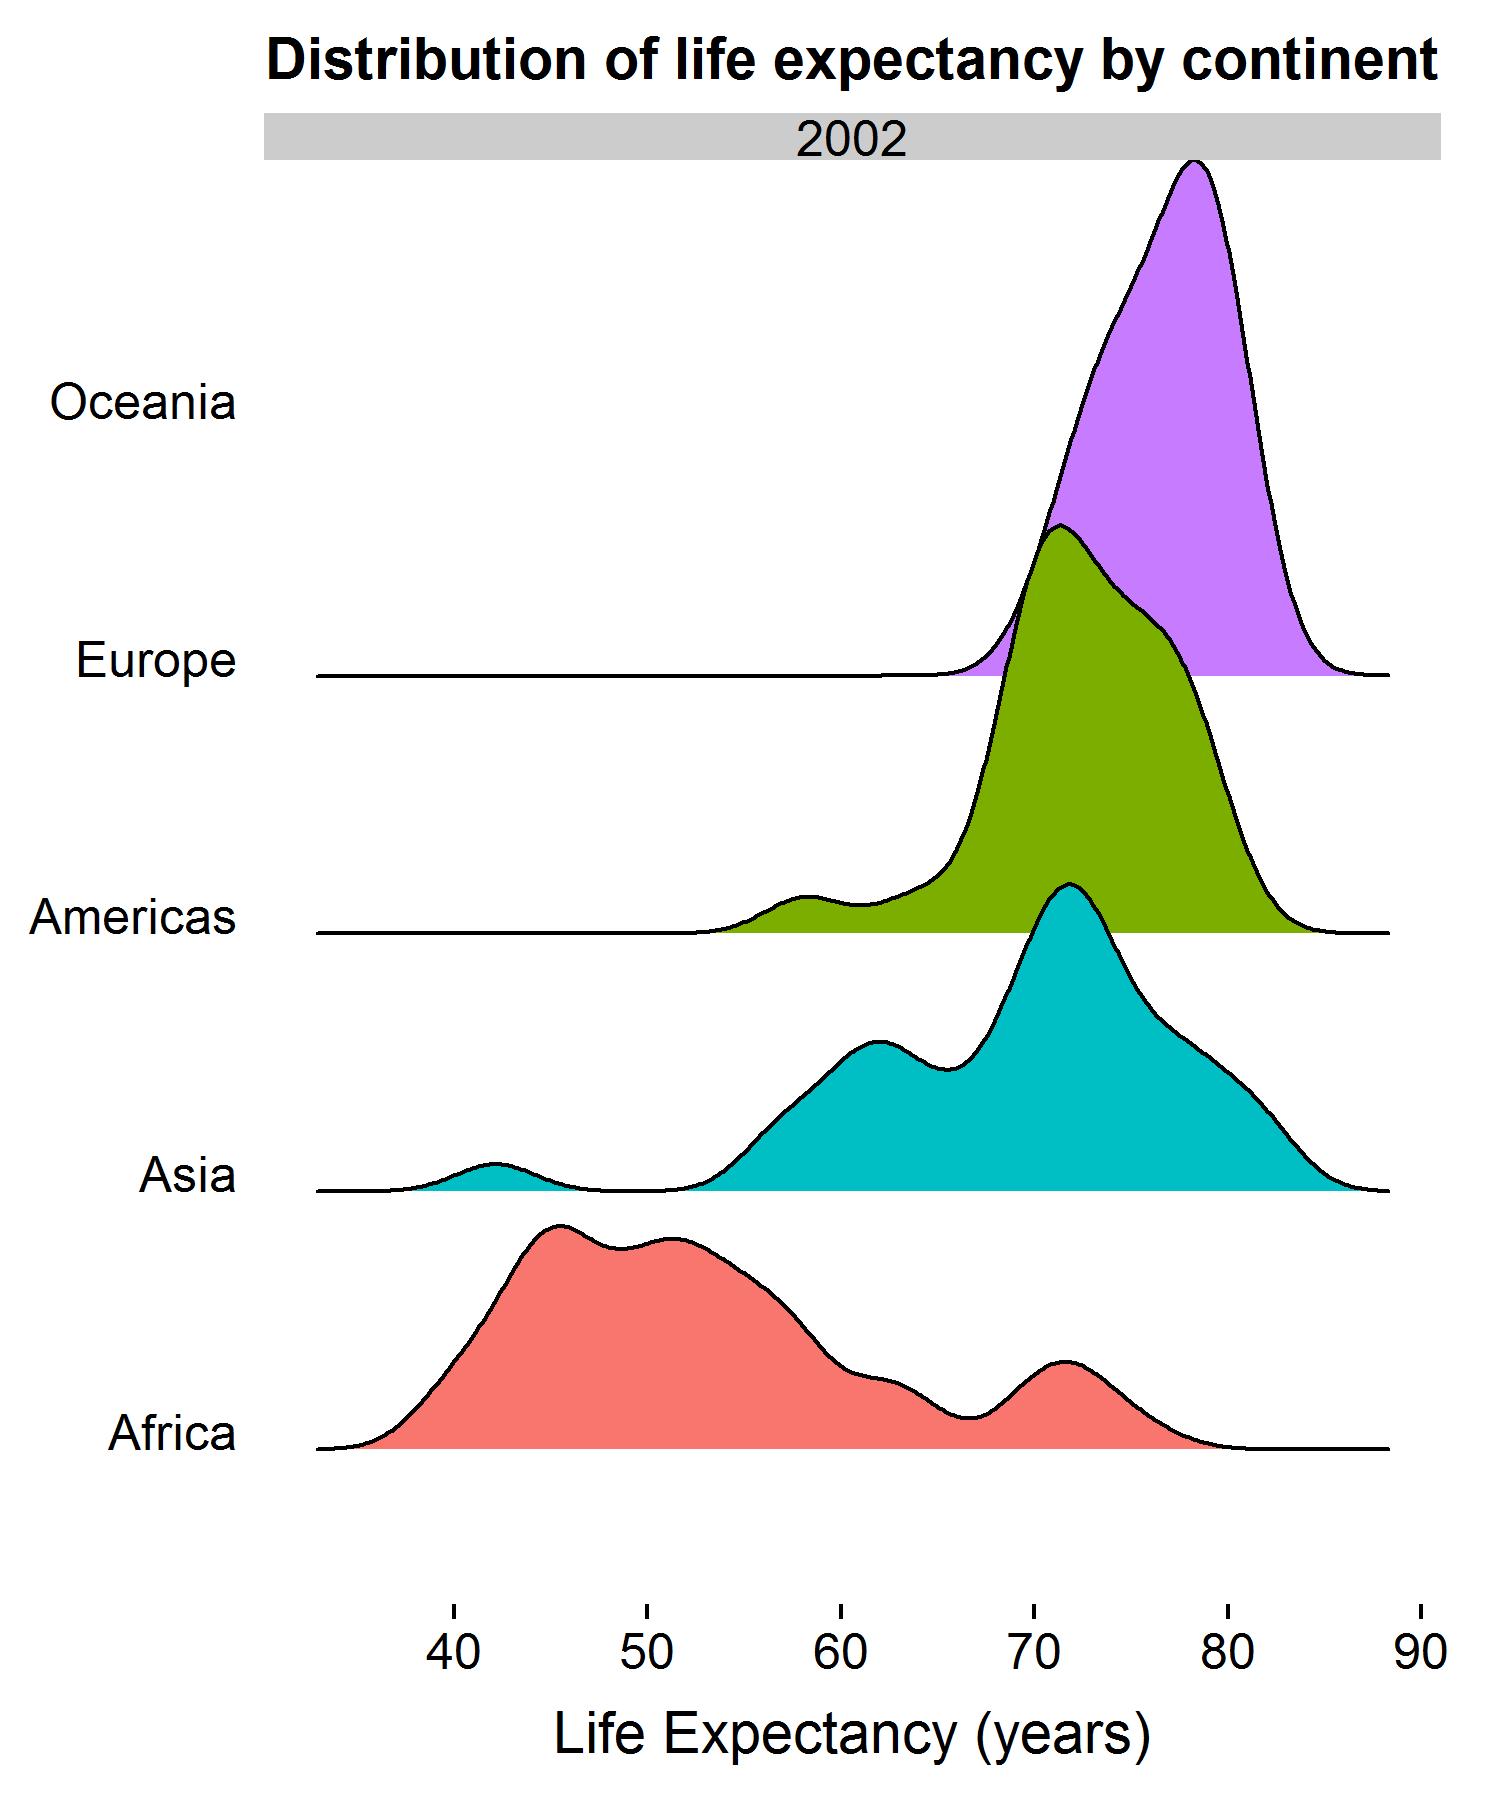 Distribution of life expectancy by continent
2002
Oceania
Europe
Americas
Asia
Africa
40 50 60 70 80 90
Life Expectancy (years)